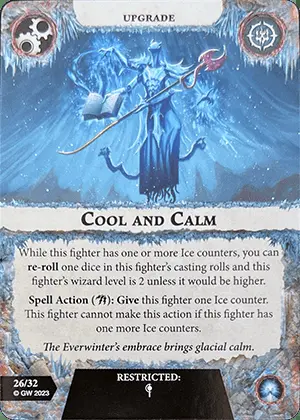 UPGRADE
COOL AND CALM
While this fighter has one or more Ice counters, you can
re-roll one dice in this fighter's casting rolls and this
fighter's wizard level is 2 unless it would be higher.
Spell Action ( ): Give this fighter one Ice counter.
This fighter cannot make this action if this fighter has
one more Ice counters.
The Everwinter's embrace brings glacial calm.
26/32
© GW 2023
RESTRICTED: